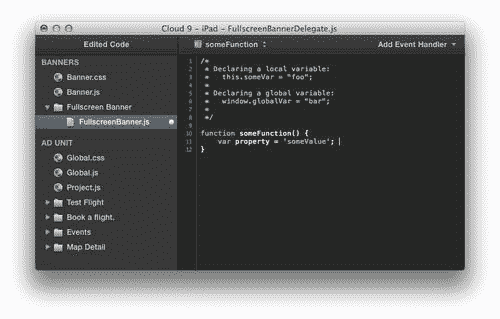 Cloud 9 - iPad - FullscreenBannerDelegate.js
Edited Code
someFunction
Add Event Handler
BANNERS
Banner.css
Banner.js
Fullscreen Banner
FullscreenBanner.js
AD UNIT
Global.css
Global.js
Project.js
Test Flight
Book a flight.
Events
Map Detail
1 /*
2 * Declaring a local variable:
3 * this.someVar = "foo";
4 *
5 * Declaring a global variable:
6 * window.globalVar = "bar";
7 *
8 */
9
10 function someFunction() {
11 var property = 'someValue';
12 }